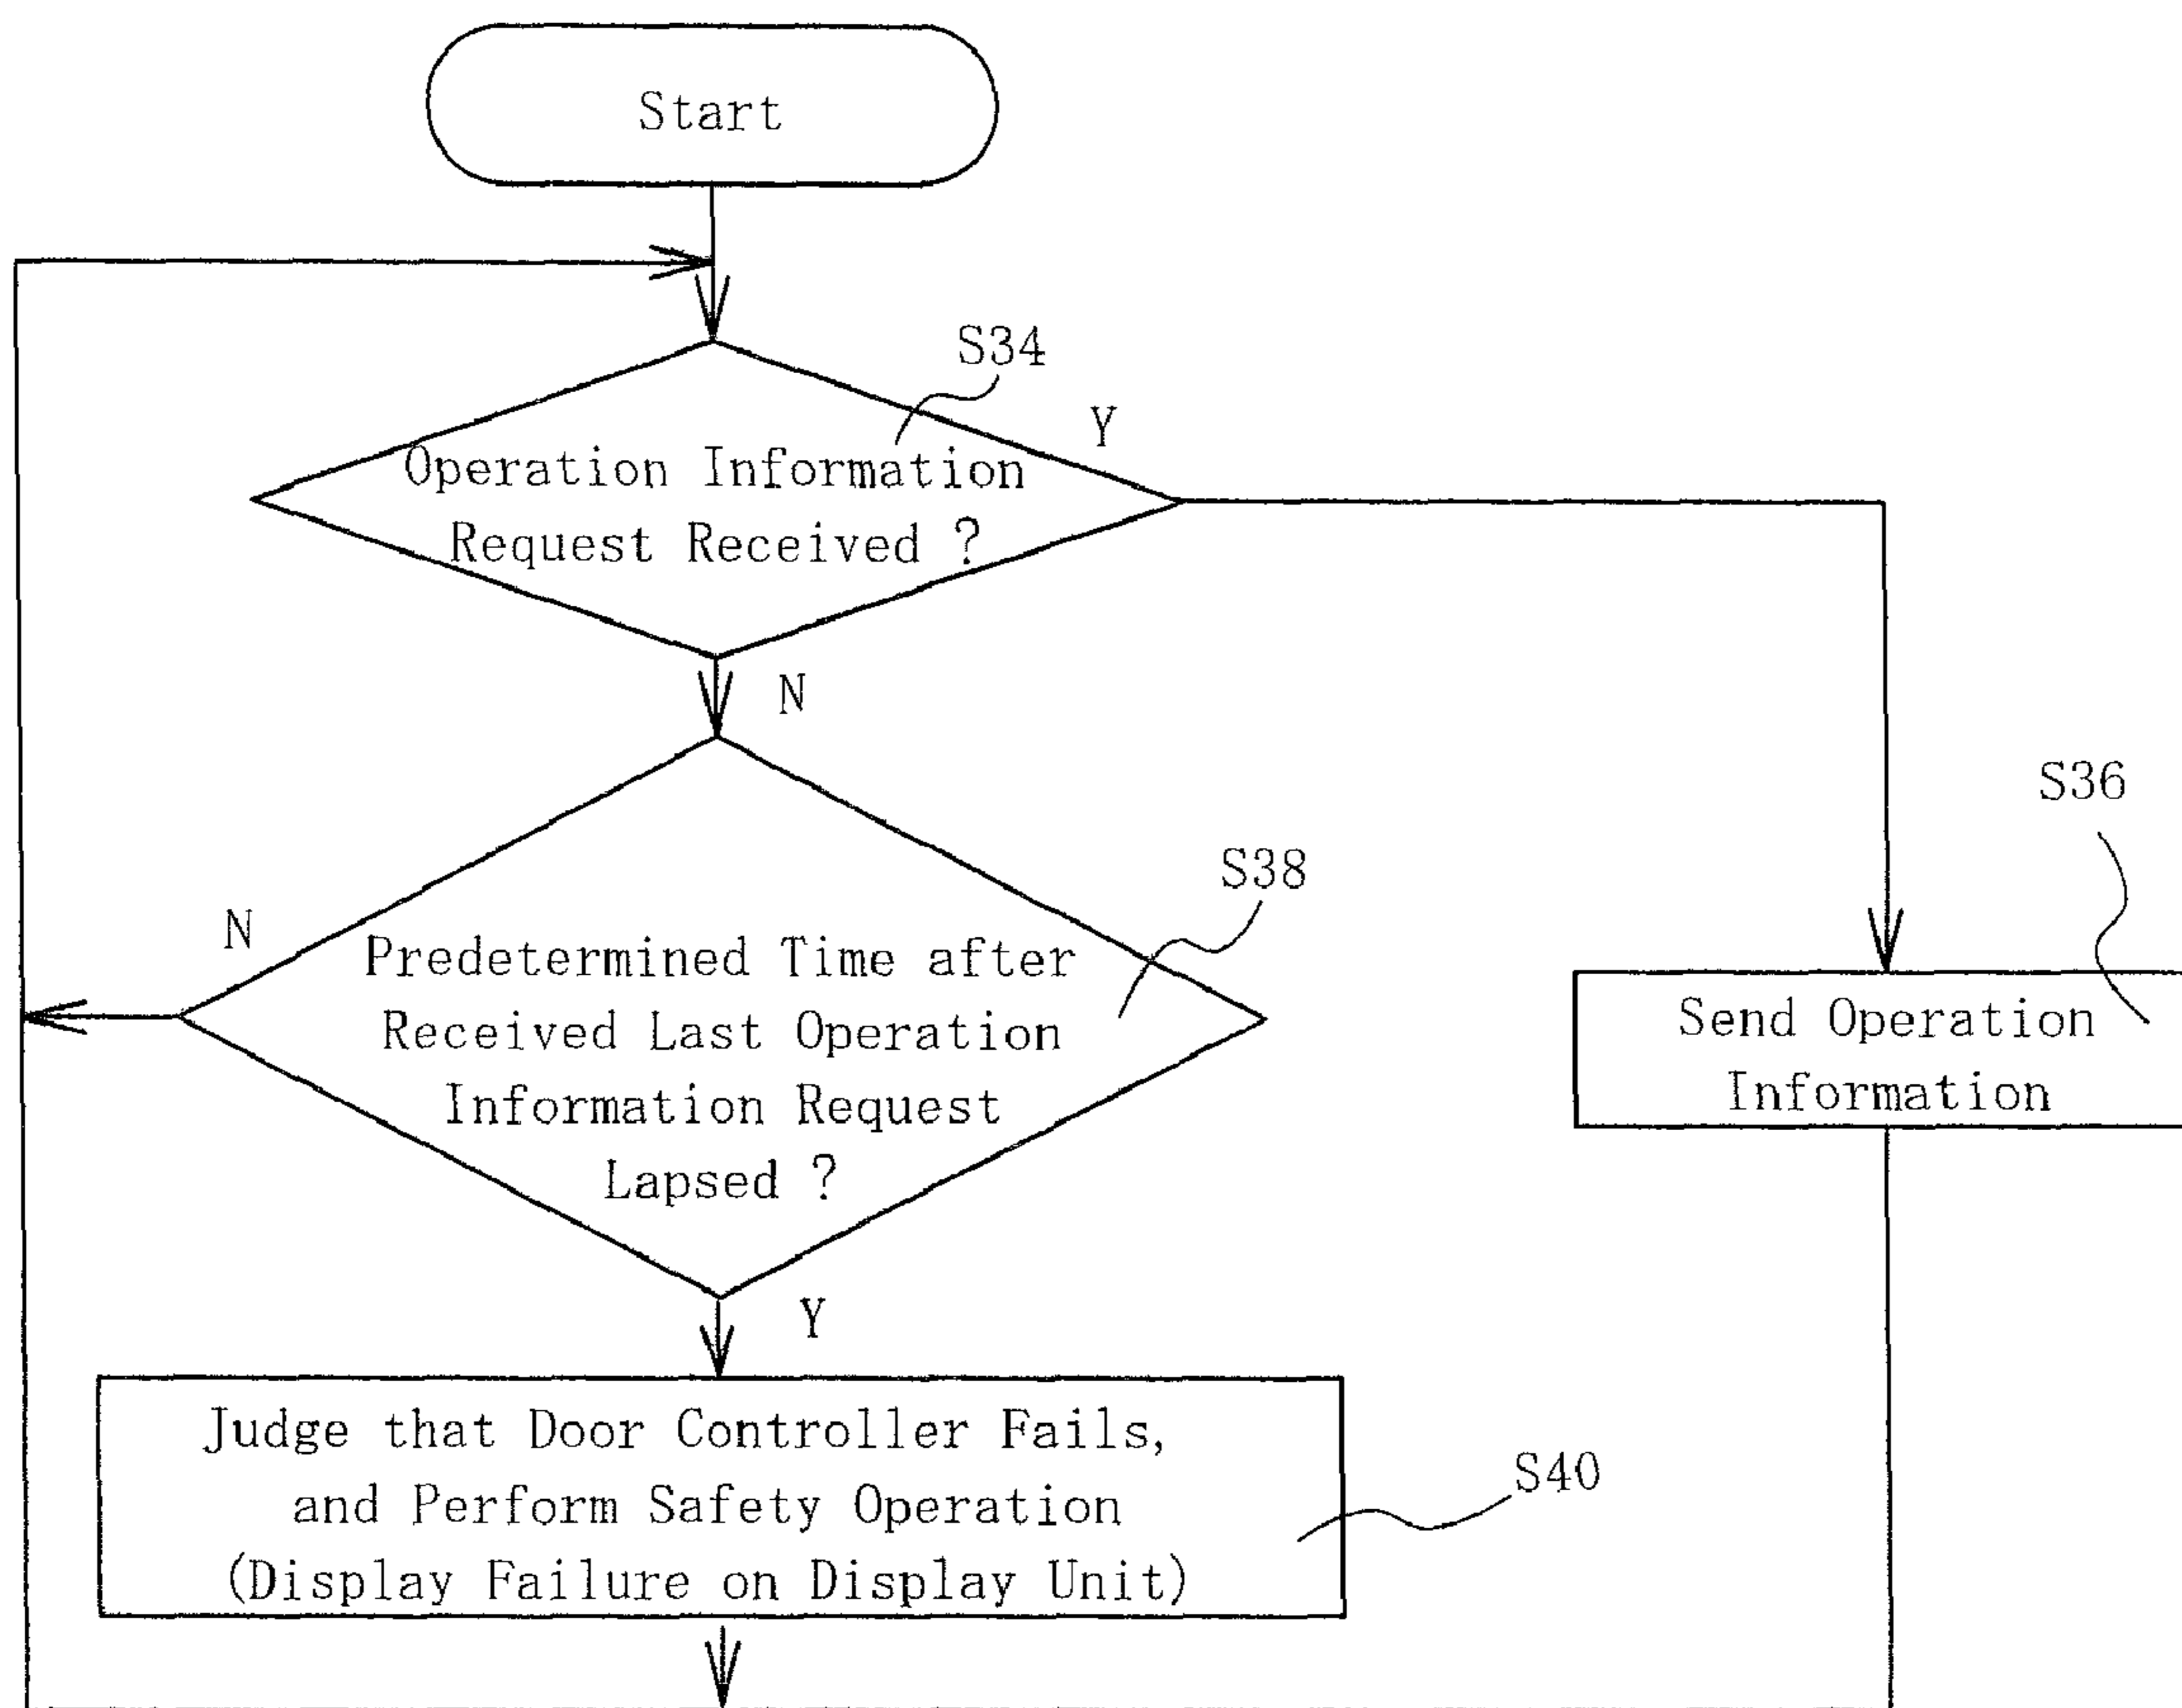 Start
S34
Y
Operation Information
Request Received ?
N
S36
S38
N
Predetermined Time after
Received Last Operation
Information Request
Lapsed ?
Send Operation
Information
Y
Judge that Door Controller Fails,
and Perform Safety Operation
(Display Failure on Display Unit)
S40